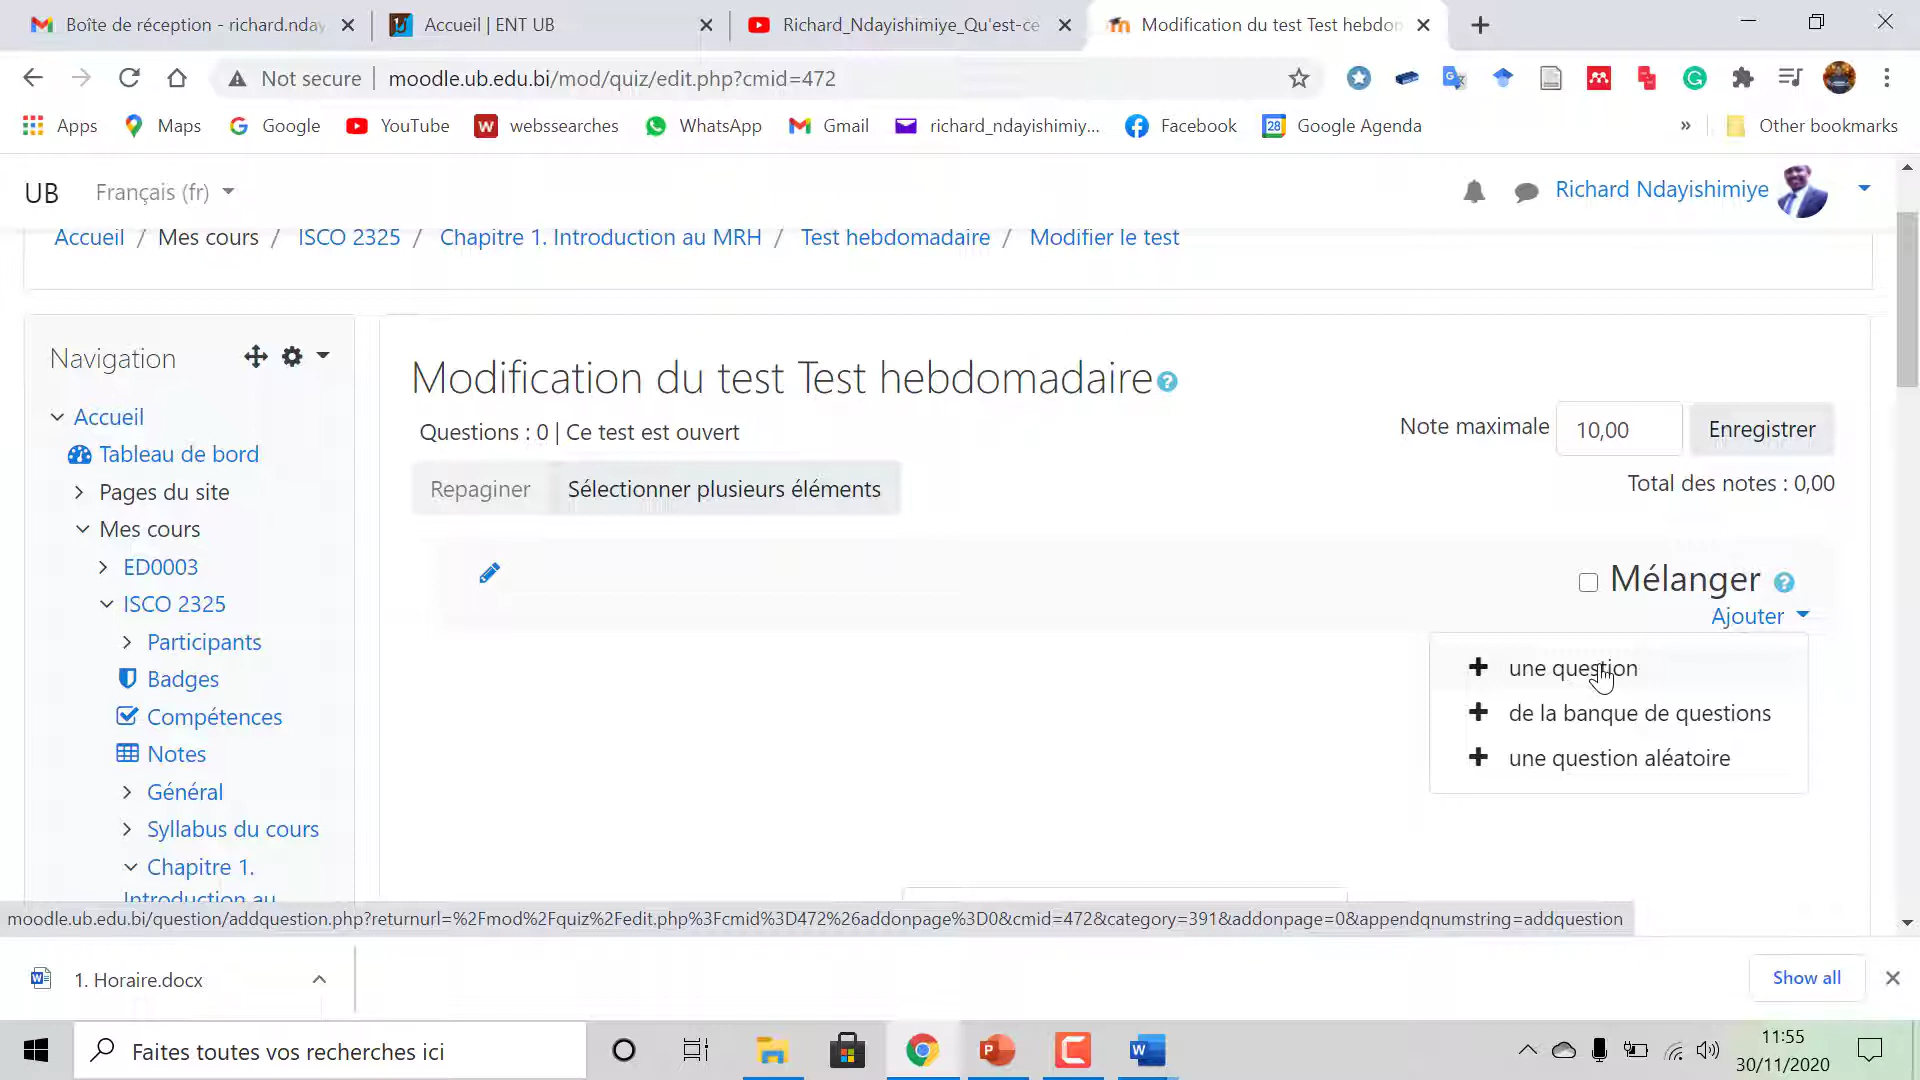 Boîte de réception - richard.nday
Accueil | ENT UB
Richard_Ndayishimiye_Qu'est-ce
Modification du test Test hebdom
Not secure
moodle.ub.edu.bi/mod/quiz/edit.php?cmid=472
Apps
Maps
Google
YouTube
webssearches
WhatsApp
Gmail
richard_ndayishimiy...
Facebook
Google Agenda
»
Other bookmarks
UB
Français (fr)
Richard Ndayishimiye
Accueil / Mes cours / ISCO 2325 / Chapitre 1. Introduction au MRH / Test hebdomadaire / Modifier le test
Navigation
Accueil
Tableau de bord
Pages du site
Mes cours
ED0003
ISCO 2325
Participants
Badges
Compétences
Notes
Général
Syllabus du cours
Chapitre 1.
Introduction au
Modification du test Test hebdomadaire
Questions : 0 | Ce test est ouvert
Note maximale
10,00
Enregistrer
Repaginer
Sélectionner plusieurs éléments
Total des notes : 0,00
Mélanger
Ajouter
une question
de la banque de questions
une question aléatoire
moodle.ub.edu.bi/question/addquestion.php?returnurl=%2Fmod%2Fquiz%2Fedit.php%3Fcmid%3D472%26addonpage%3D0&cmid=472&category=391&addonpage=0&appendqnumstring=addquestion
1. Horaire.docx
Show all
Faites toutes vos recherches ici
11:55
30/11/2020